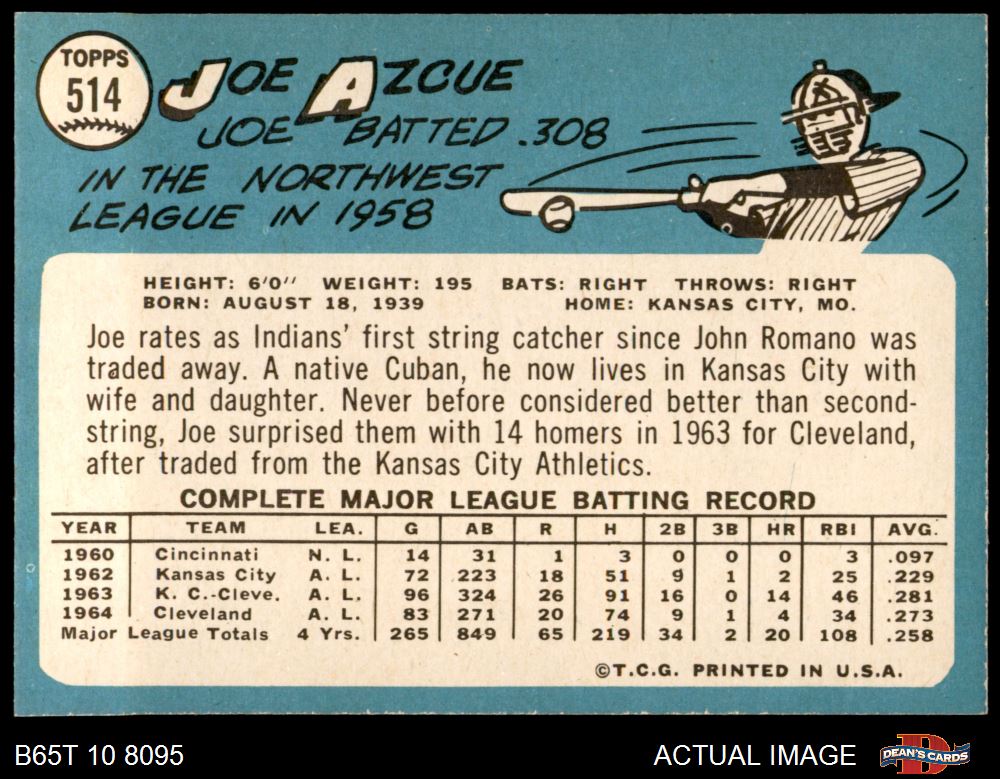 TOPPS
514
JOE AZCUE
JOE BATTED .308
IN THE NORTHWEST
LEAGUE IN 1958
HEIGHT: 6'0" WEIGHT: 195 BATS: RIGHT THROWS: RIGHT
BORN: AUGUST 18, 1939 HOME: KANSAS CITY, MO.
Joe rates as Indians' first string catcher since John Romano was
traded away. A native Cuban, he now lives in Kansas City with
wife and daughter. Never before considered better than second-
string, Joe surprised them with 14 homers in 1963 for Cleveland,
after traded from the Kansas City Athletics.
COMPLETE MAJOR LEAGUE BATTING RECORD
YEAR TEAM LEA. G AB R H 2B 3B HR RBI AVG.
1960 Cincinnati N. L. 14 31 1 3 0 0 0 3 .097
1962 Kansas City A. L. 72 223 18 51 9 1 2 25 .229
1963 K. C.-Cleve. A. L. 96 324 26 91 16 0 14 46 .281
1964 Cleveland A. L. 83 271 20 74 9 1 4 34 .273
Major League Totals 4 Yrs. 265 849 65 219 34 2 20 108 .258
©T.C.G. PRINTED IN U.S.A.
B65T 10 8095 ACTUAL IMAGE DEAN'S CARDS